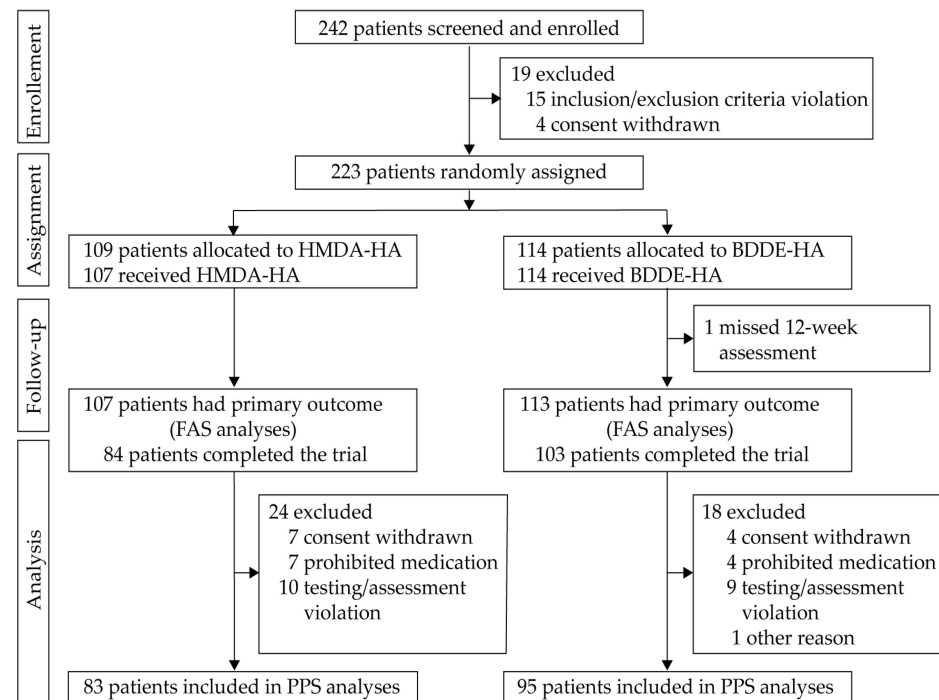 Enrollement
242 patients screened and enrolled
19 excluded
15 inclusion/exclusion criteria violation
4 consent withdrawn
Assignment
223 patients randomly assigned
109 patients allocated to HMDA-HA
107 received HMDA-HA
114 patients allocated to BDDE-HA
114 received BDDE-HA
Follow-up
1 missed 12-week
assessment
107 patients had primary outcome
(FAS analyses)
84 patients completed the trial
113 patients had primary outcome
(FAS analyses)
103 patients completed the trial
Analysis
24 excluded
7 consent withdrawn
7 prohibited medication
10 testing/assessment
violation
18 excluded
4 consent withdrawn
4 prohibited medication
9 testing/assessment
violation
1 other reason
83 patients included in PPS analyses
95 patients included in PPS analyses